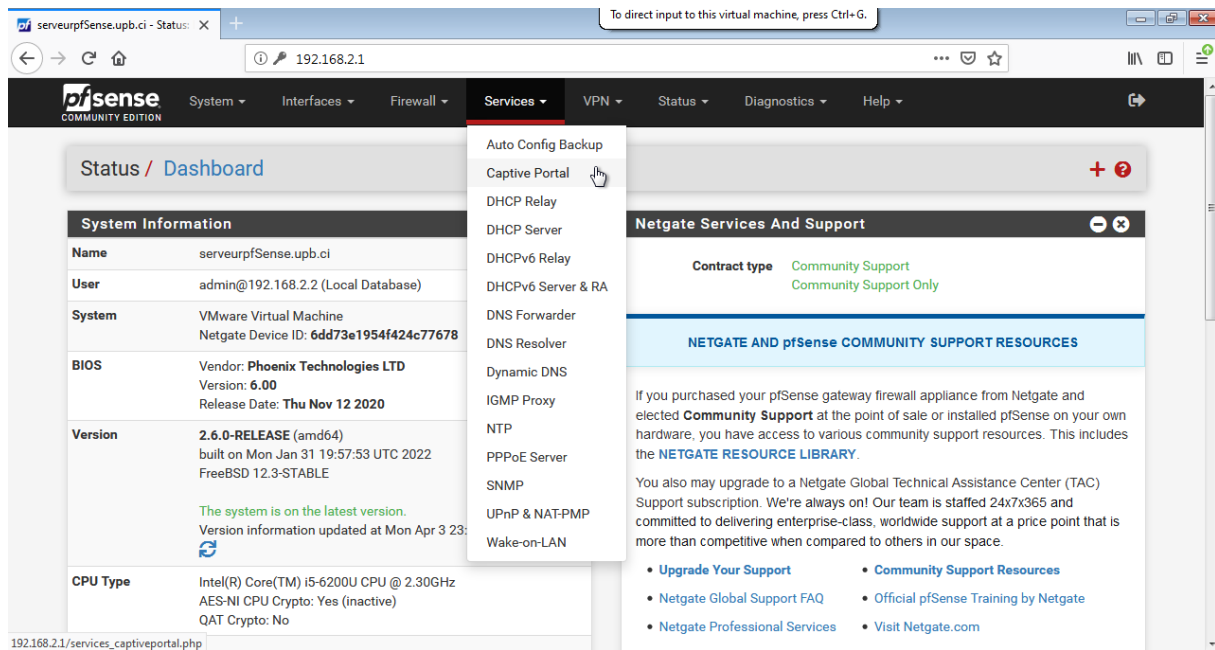 serveurpfSense.upb.ci - Status:
To direct input to this virtual machine, press Ctrl+G.
192.168.2.1
pfsense
COMMUNITY EDITION
System
Interfaces
Firewall
Services
VPN
Status
Diagnostics
Help
Auto Config Backup
Captive Portal
DHCP Relay
DHCP Server
DHCPv6 Relay
DHCPv6 Server & RA
DNS Forwarder
DNS Resolver
Dynamic DNS
IGMP Proxy
NTP
PPPoE Server
SNMP
UPnP & NAT-PMP
Wake-on-LAN
Status / Dashboard
System Information
Name serveurpfSense.upb.ci
User admin@192.168.2.2 (Local Database)
System VMware Virtual Machine
Netgate Device ID: 6dd73e1954f424c77678
BIOS Vendor: Phoenix Technologies LTD
Version: 6.00
Release Date: Thu Nov 12 2020
Version 2.6.0-RELEASE (amd64)
built on Mon Jan 31 19:57:53 UTC 2022
FreeBSD 12.3-STABLE
The system is on the latest version.
Version information updated at Mon Apr 3 23:
CPU Type Intel(R) Core(TM) i5-6200U CPU @ 2.30GHz
AES-NI CPU Crypto: Yes (inactive)
QAT Crypto: No
Netgate Services And Support
Contract type Community Support
Community Support Only
NETGATE AND pfSense COMMUNITY SUPPORT RESOURCES
If you purchased your pfSense gateway firewall appliance from Netgate and
elected Community Support at the point of sale or installed pfSense on your own
hardware, you have access to various community support resources. This includes
the NETGATE RESOURCE LIBRARY.
You also may upgrade to a Netgate Global Technical Assistance Center (TAC)
Support subscription. We're always on! Our team is staffed 24x7x365 and
committed to delivering enterprise-class, worldwide support at a price point that is
more than competitive when compared to others in our space.
• Upgrade Your Support
• Community Support Resources
• Netgate Global Support FAQ
• Official pfSense Training by Netgate
• Netgate Professional Services
• Visit Netgate.com
192.168.2.1/services_captiveportal.php